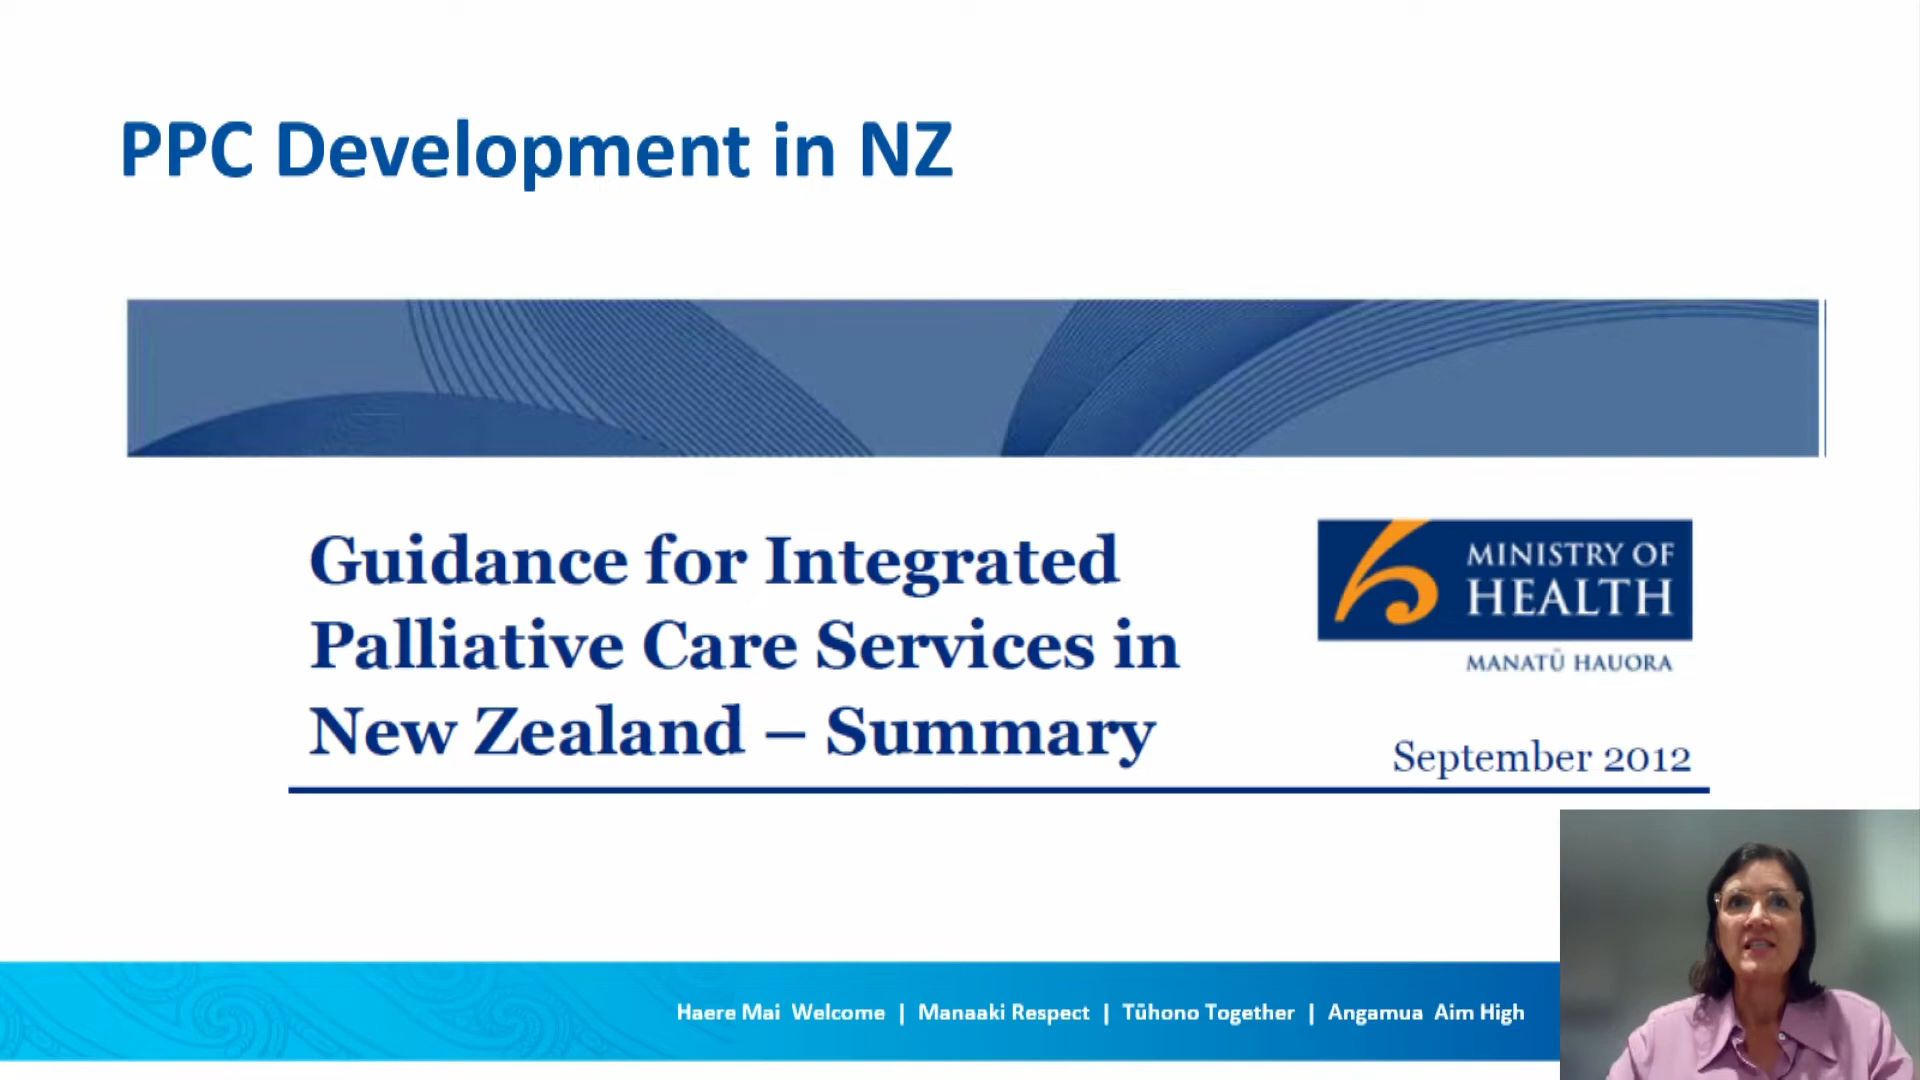 PPC Development in NZ
Guidance for Integrated
Palliative Care Services in
New Zealand – Summary
MINISTRY OF
HEALTH
MANATŪ HAUORA
September 2012
Haere Mai Welcome | Manaaki Respect | Tūhono Together | Angamua Aim High